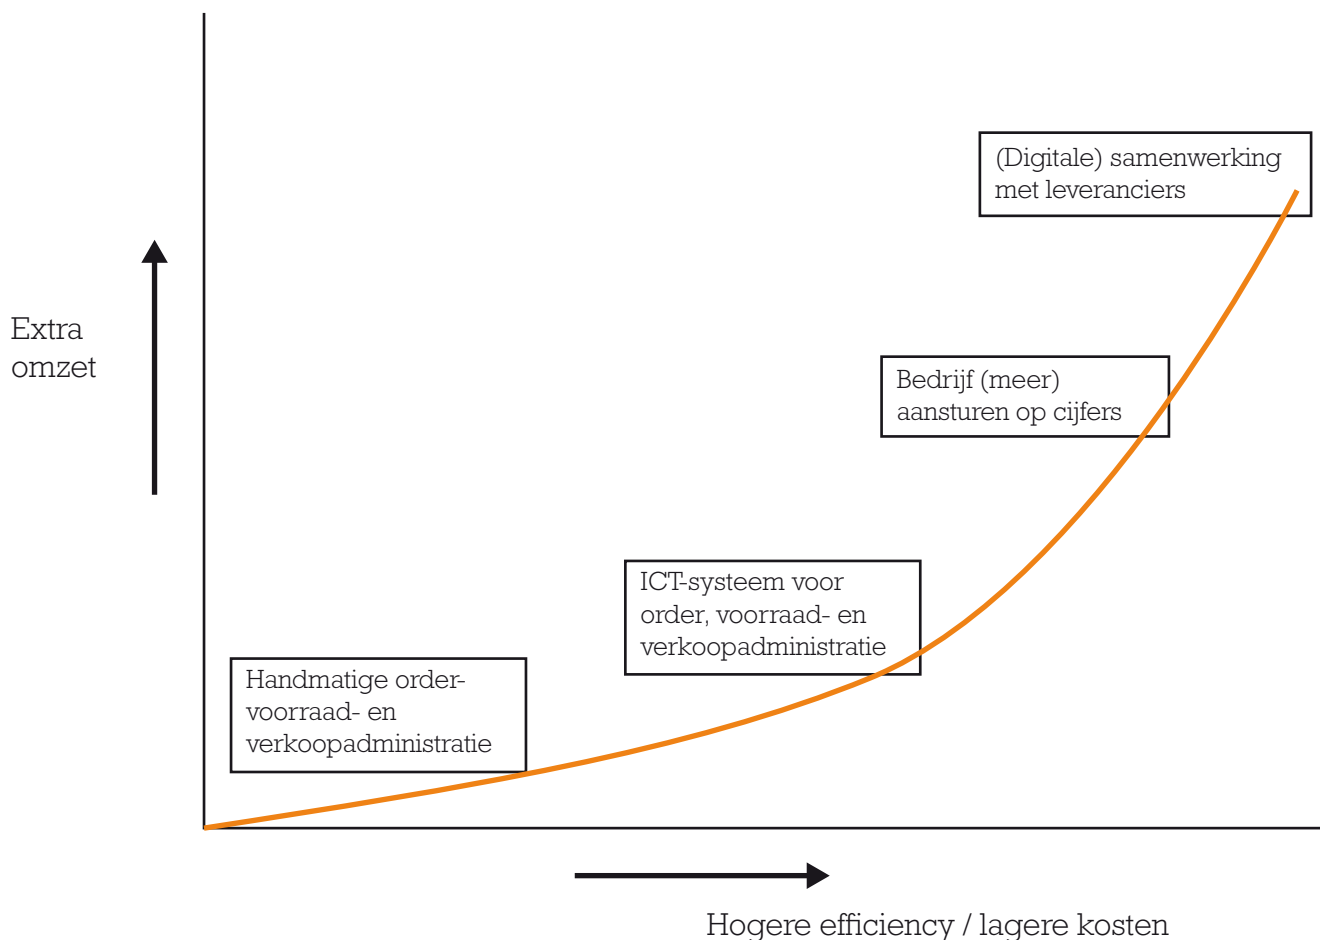 (Digitale) samenwerking
met leveranciers
Extra
omzet
Bedrijf (meer)
aansturen op cijfers
ICT-systeem voor
order, voorraad- en
verkoopadministratie
Handmatige order-
voorraad- en
verkoopadministratie
Hogere efficiency / lagere kosten